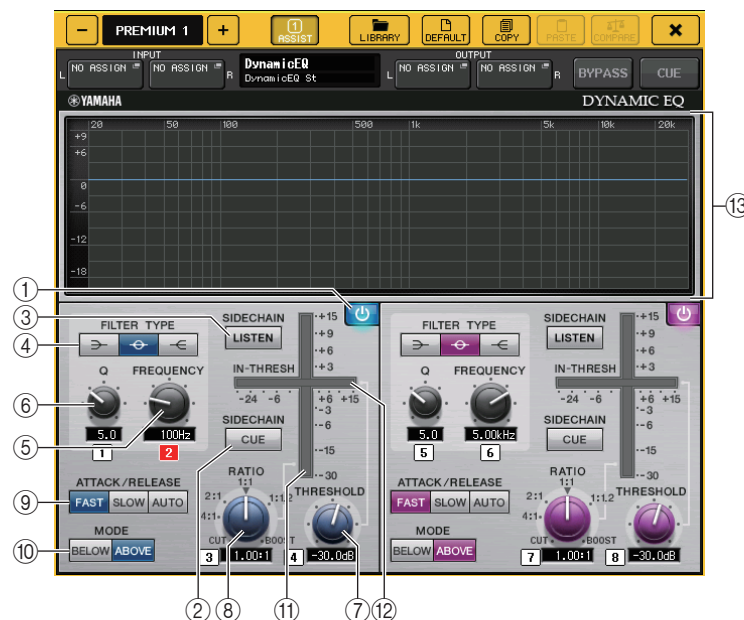 − PREMIUM 1 + 1 ASSIST LIBRARY DEFAULT COPY PASTE COMPARE ×
INPUT OUTPUT
L NO ASSIGN NO ASSIGN R DynamicEQ L NO ASSIGN NO ASSIGN R BYPASS CUE
DynamicEQ St
YAMAHA DYNAMIC EQ
20 50 100 500 1k 5k 10k 20k
+9
+6
0
−6
−12
−18
⑬
①
③
④
⑥
⑤
⑨
⑩
SIDECHAIN
LISTEN
FILTER TYPE
Q FREQUENCY
5.0 100Hz
1 2
+15
+9
+6
+3
IN-THRESH
-24 -6 +6 +15
-3
-6
-15
-30
SIDECHAIN
CUE
ATTACK/RELEASE
FAST SLOW AUTO
MODE
BELOW ABOVE
RATIO
1:1
2:1 1:1.2
4:1
CUT BOOST
3 1.00:1
THRESHOLD
4 -30.0dB
SIDECHAIN
LISTEN
FILTER TYPE
Q FREQUENCY
5.0 5.00kHz
5 6
+15
+9
+6
+3
IN-THRESH
-24 -6 +6 +15
-3
-6
-15
-30
SIDECHAIN
CUE
ATTACK/RELEASE
FAST SLOW AUTO
MODE
BELOW ABOVE
RATIO
1:1
2:1 1:1.2
4:1
CUT BOOST
7 1.00:1
THRESHOLD
8 -30.0dB
② ⑧ ⑪ ⑦ ⑫